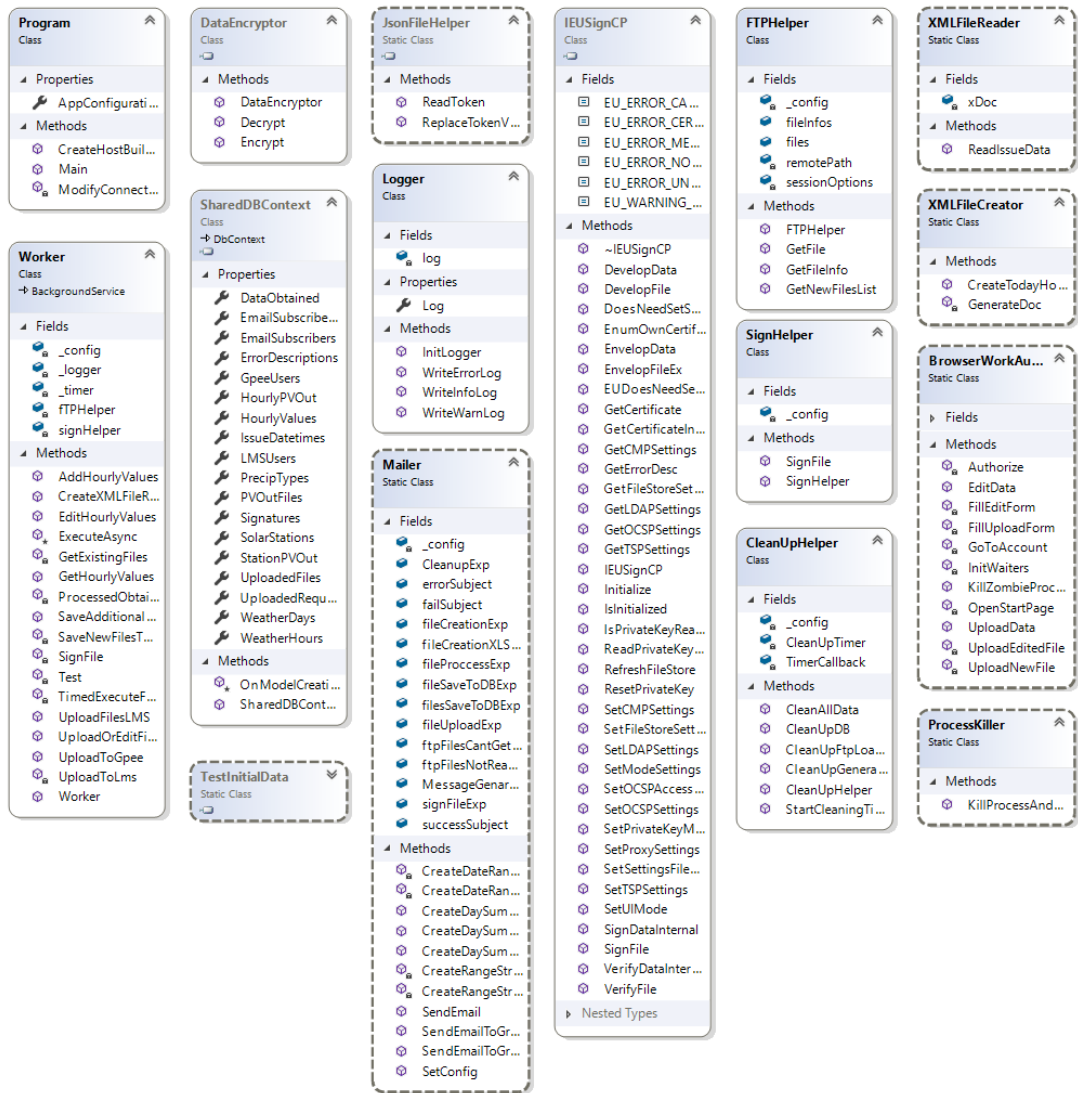 Program
Class
Properties
AppConfigurati...
Methods
CreateHostBuil...
Main
ModifyConnect...
Worker
Class
BackgroundService
Fields
_config
_logger
_timer
fTPHelper
signHelper
Methods
AddHourlyValues
CreateXMLFileR...
EditHourlyValues
ExecuteAsync
GetExistingFiles
GetHourlyValues
ProcessedObtai...
SaveAdditional...
SaveNewFilesT...
SignFile
Test
TimedExecuteF...
UploadFilesLMS
UploadOrEditFi...
UploadToGpee
UploadToLms
Worker
DataEncryptor
Class
Methods
DataEncryptor
Decrypt
Encrypt
SharedDBContext
Class
DbContext
Properties
DataObtained
EmailSubscribe...
EmailSubscribers
ErrorDescriptions
GpeeUsers
HourlyPVOut
HourlyValues
IssueDatetimes
LMSUsers
PrecipTypes
PVOutFiles
Signatures
SolarStations
StationPVOut
UploadedFiles
UploadedRequ...
WeatherDays
WeatherHours
Methods
OnModelCreati...
SharedDBCont...
TestInitialData
Static Class
JsonFileHelper
Static Class
Methods
ReadToken
ReplaceTokenV...
Logger
Class
Fields
log
Properties
Log
Methods
InitLogger
WriteErrorLog
WriteInfoLog
WriteWarnLog
Mailer
Static Class
Fields
_config
CleanupExp
errorSubject
failSubject
fileCreationExp
fileCreationXLS...
fileProccessExp
fileSaveToDBExp
filesSaveToDBExp
fileUploadExp
ftpFilesCantGet...
ftpFilesNotRea...
MessageGenar...
signFileExp
successSubject
Methods
CreateDateRan...
CreateDateRan...
CreateDaySum...
CreateDaySum...
CreateDaySum...
CreateRangeStr...
CreateRangeStr...
SendEmail
SendEmailToGr...
SendEmailToGr...
SetConfig
IEUSignCP
Class
Fields
EU_ERROR_CA...
EU_ERROR_CER...
EU_ERROR_ME...
EU_ERROR_NO...
EU_ERROR_UN...
EU_WARNING_...
Methods
~IEUSignCP
DevelopData
DevelopFile
DoesNeedSetS...
EnumOwnCertif...
EnvelopData
EnvelopFileEx
EUDoesNeedSe...
GetCertificate
GetCertificateIn...
GetCMPSettings
GetErrorDesc
GetFileStoreSet...
GetLDAPSettings
GetOCSPSettings
GetTSPSettings
IEUSignCP
Initialize
IsInitialized
IsPrivateKeyRea...
ReadPrivateKey...
RefreshFileStore
ResetPrivateKey
SetCMPSettings
SetFileStoreSett...
SetLDAPSettings
SetModeSettings
SetOCSPAccess...
SetOCSPSettings
SetPrivateKeyM...
SetProxySettings
SetSettingsFile...
SetTSPSettings
SetUIMode
SignDataInternal
SignFile
VerifyDataInter...
VerifyFile
Nested Types
FTPHelper
Class
Fields
_config
fileInfos
files
remotePath
sessionOptions
Methods
FTPHelper
GetFile
GetFileInfo
GetNewFilesList
SignHelper
Class
Fields
_config
Methods
SignFile
SignHelper
CleanUpHelper
Class
Fields
_config
CleanUpTimer
TimerCallback
Methods
CleanAllData
CleanUpDB
CleanUpFtpLoa...
CleanUpGenera...
CleanUpHelper
StartCleaningTi...
XMLFileReader
Static Class
Fields
xDoc
Methods
ReadIssueData
XMLFileCreator
Static Class
Methods
CreateTodayHo...
GenerateDoc
BrowserWorkAu...
Static Class
Fields
Methods
Authorize
EditData
FillEditForm
FillUploadForm
GoToAccount
InitWaiters
KillZombieProc...
OpenStartPage
UploadData
UploadEditedFile
UploadNewFile
ProcessKiller
Static Class
Methods
KillProcessAnd...